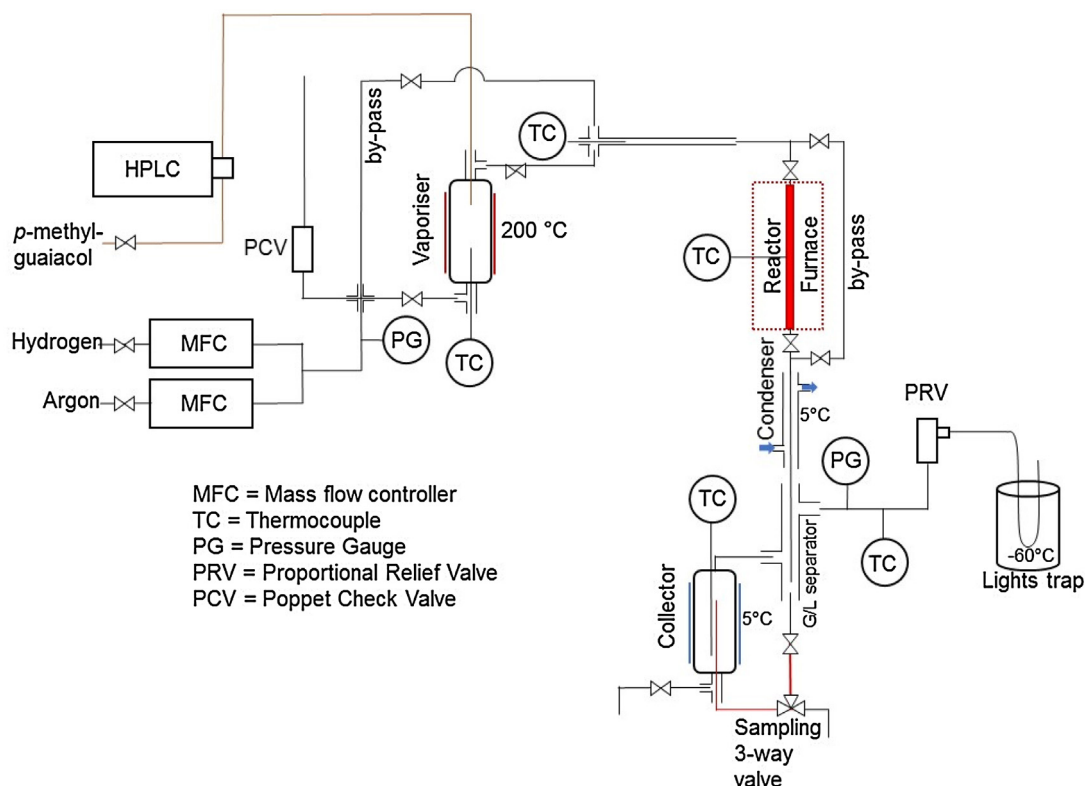 TC
by-pass
HPLC
Vaporiser
200 °C
p-methyl-
guaiacol
PCV
TC
Reactor
Furnace
by-pass
Hydrogen
MFC
PG
TC
Argon
MFC
Condenser
5°C
PRV
PG
MFC = Mass flow controller
TC = Thermocouple
PG = Pressure Gauge
PRV = Proportional Relief Valve
PCV = Poppet Check Valve
TC
TC
-60°C
Lights trap
G/L separator
Collector
5°C
Sampling
3-way
valve